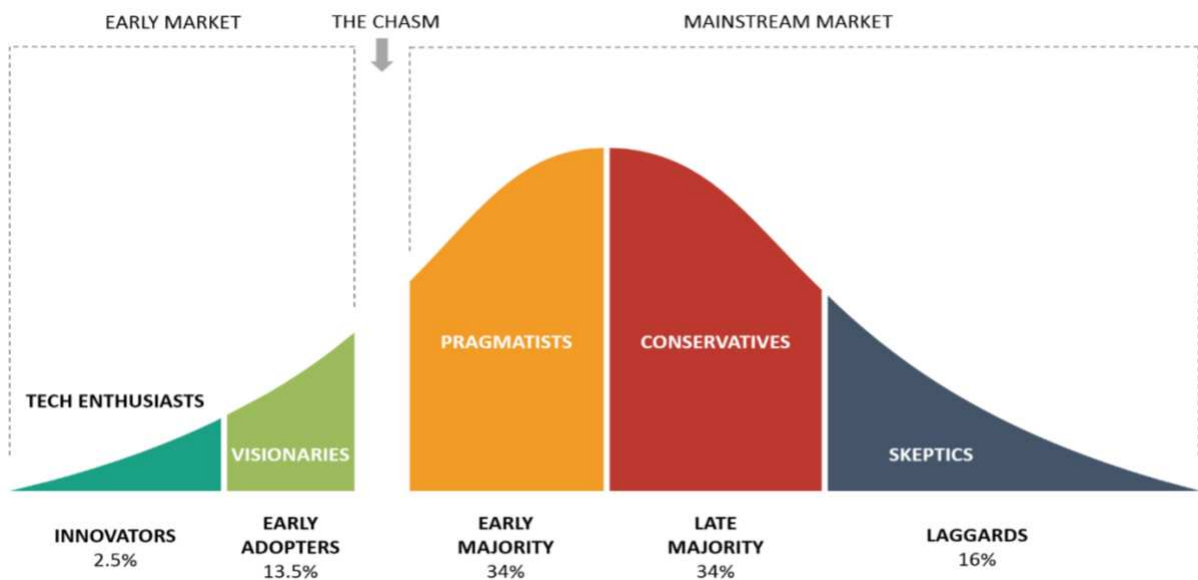 EARLY MARKET
THE CHASM
MAINSTREAM MARKET
PRAGMATISTS
CONSERVATIVES
TECH ENTHUSIASTS
VISIONARIES
SKEPTICS
INNOVATORS
2.5%
EARLY
ADOPTERS
13.5%
EARLY
MAJORITY
34%
LATE
MAJORITY
34%
LAGGARDS
16%